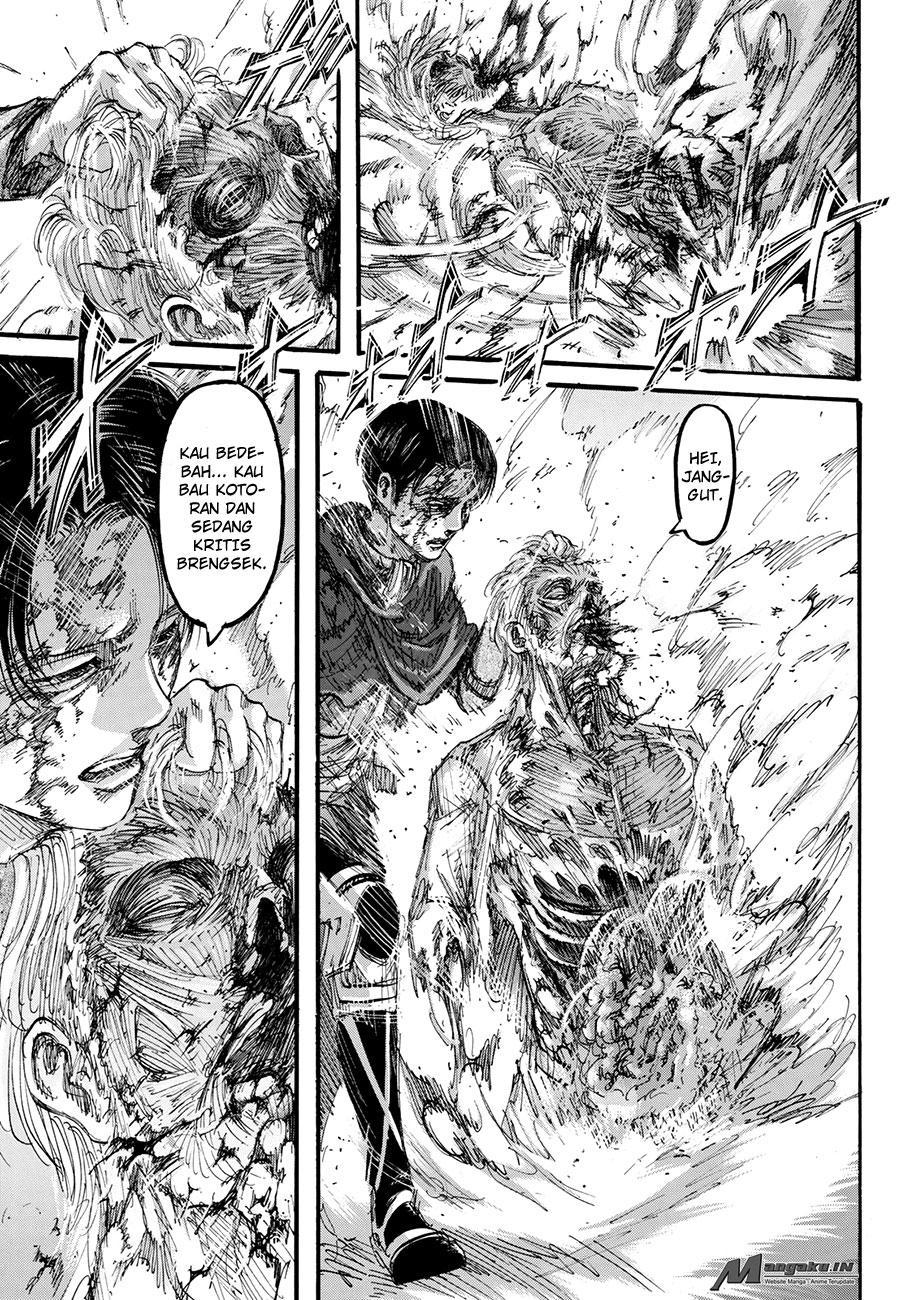 HEI,
JANG-
GUT.
KAU BEDE-
BAH... KAU
BAU KOTO-
RAN DAN
SEDANG
KRITIS
BRENGSEK.
Mangaku.IN
Website Manga - Anime Terupdate